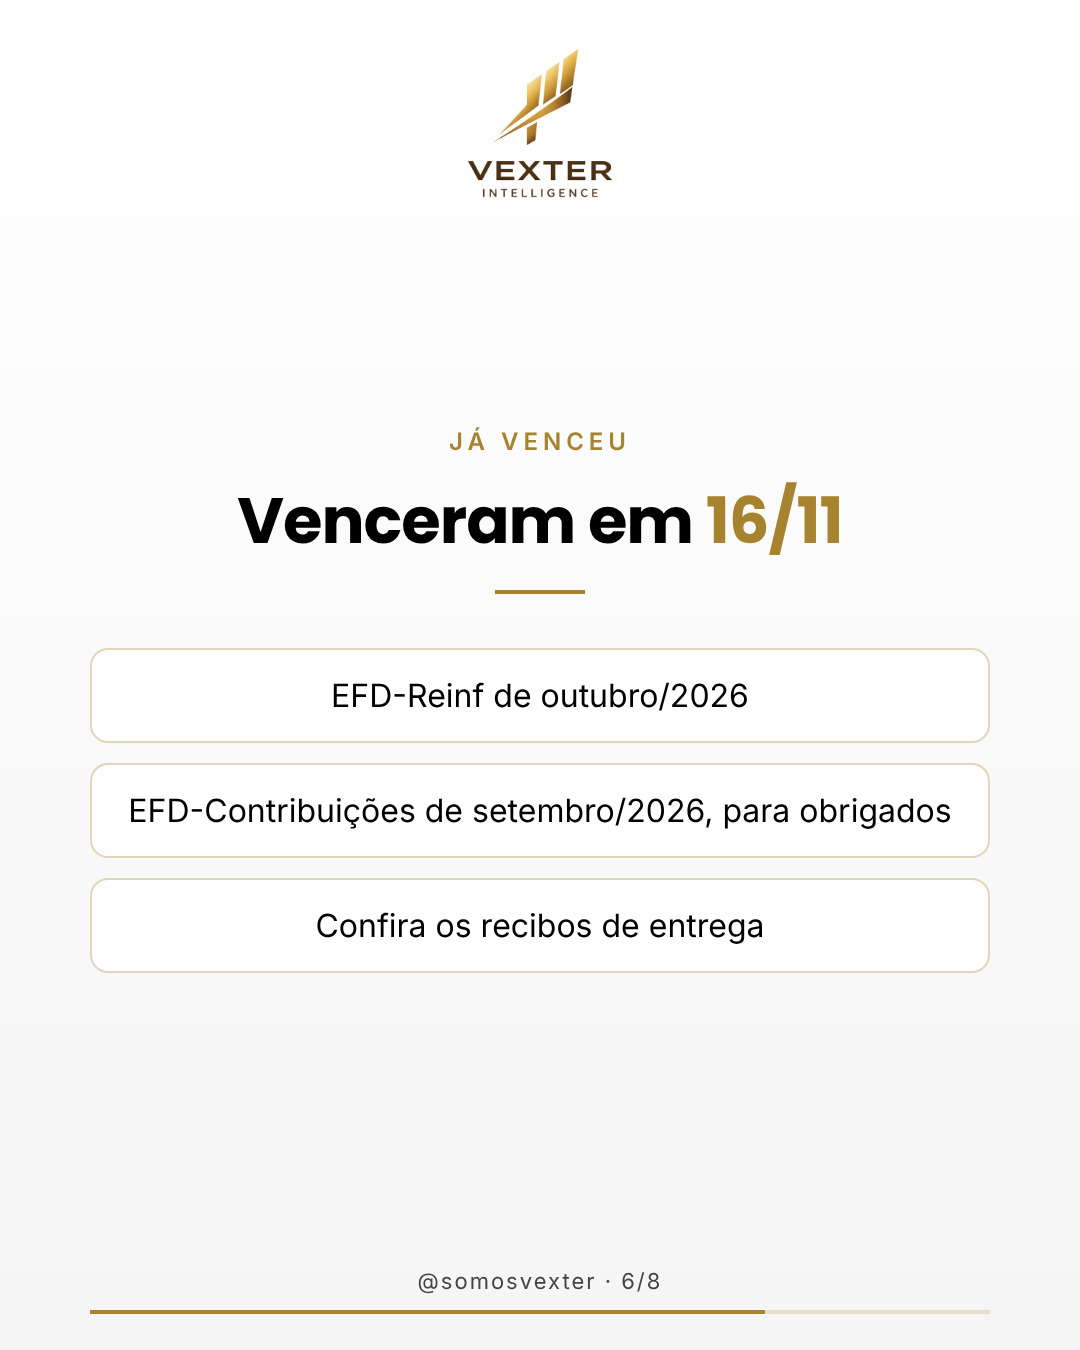 VEXTER
INTELLIGENCE
JÁ VENCEU
Venceram em 16/11
EFD-Reinf de outubro/2026
EFD-Contribuições de setembro/2026, para obrigados
Confira os recibos de entrega
@somosvexter · 6/8